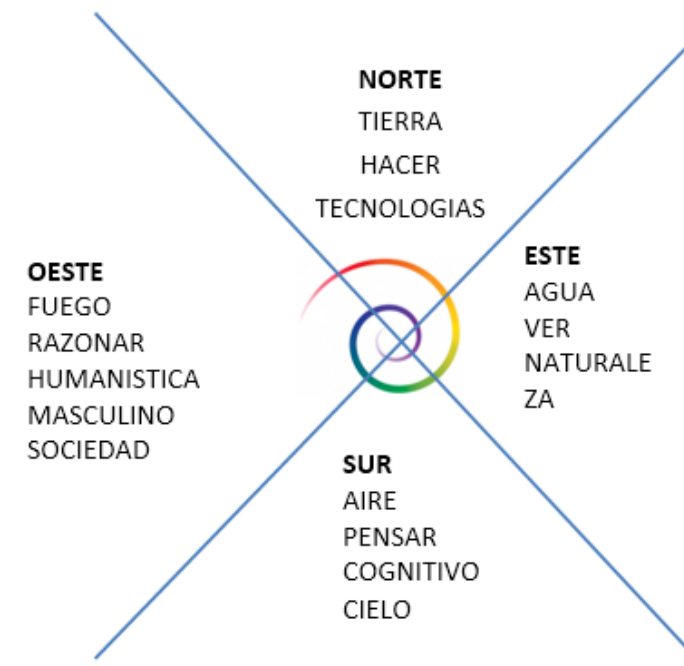 NORTE
TIERRA
HACER
TECNOLOGIAS
OESTE
FUEGO
RAZONAR
HUMANISTICA
MASCULINO
SOCIEDAD
ESTE
AGUA
VER
NATURALE
ZA
SUR
AIRE
PENSAR
COGNITIVO
CIELO